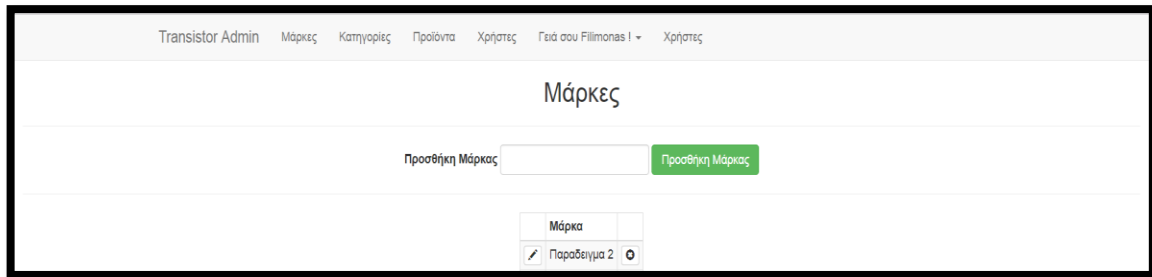 Transistor Admin Μάρκες Κατηγορίες Προϊόντα Χρήστες Γειά σου Filimonas ! Χρήστες
Μάρκες
Προσθήκη Μάρκας Προσθήκη Μάρκας
Μάρκα
Παραδειγμα 2